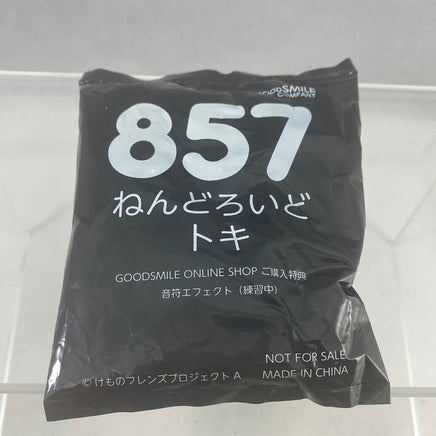 GOODSMILE
COMPANY
857
ねんどろいど
トキ
GOODSMILE ONLINE SHOP ご購入特典
音符エフェクト（練習中）
NOT FOR SALE
© けものフレンズプロジェクト A MADE IN CHINA